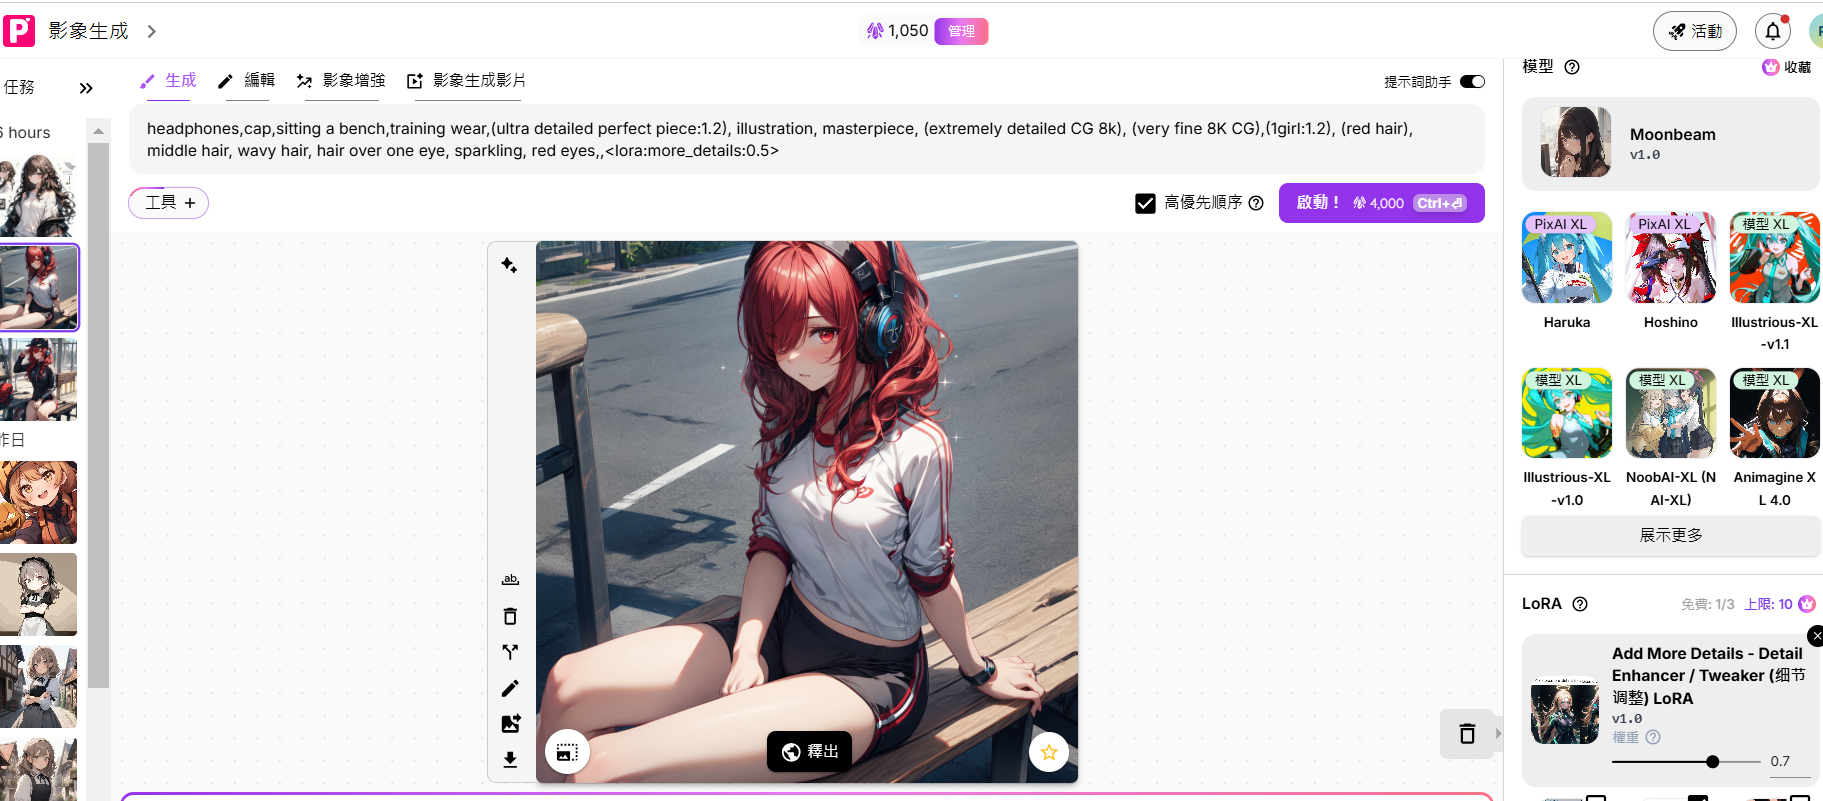 影象生成
1,050
管理
活動
任務
生成
編輯
影象增強
影象生成影片
提示詞助手
headphones,cap,sitting a bench,training wear,(ultra detailed perfect piece:1.2), illustration, masterpiece, (extremely detailed CG 8k), (very fine 8K CG),(1girl:1.2), (red hair),
middle hair, wavy hair, hair over one eye, sparkling, red eyes,,<lora:more_details:0.5>
工具 +
高優先順序
啟動！ 4,000 Ctrl+⏎
hours
昨日
ab
釋出
模型
收藏
Moonbeam
v1.0
PixAI XL
PixAI XL
模型 XL
Haruka
Hoshino
Illustrious-XL
-v1.1
模型 XL
模型 XL
模型 XL
Illustrious-XL
-v1.0
NoobAI-XL (N
AI-XL)
Animagine X
L 4.0
展示更多
LoRA
免費: 1/3 上限: 10
Add More Details - Detail
Enhancer / Tweaker (细节
调整) LoRA
v1.0
權重
0.7